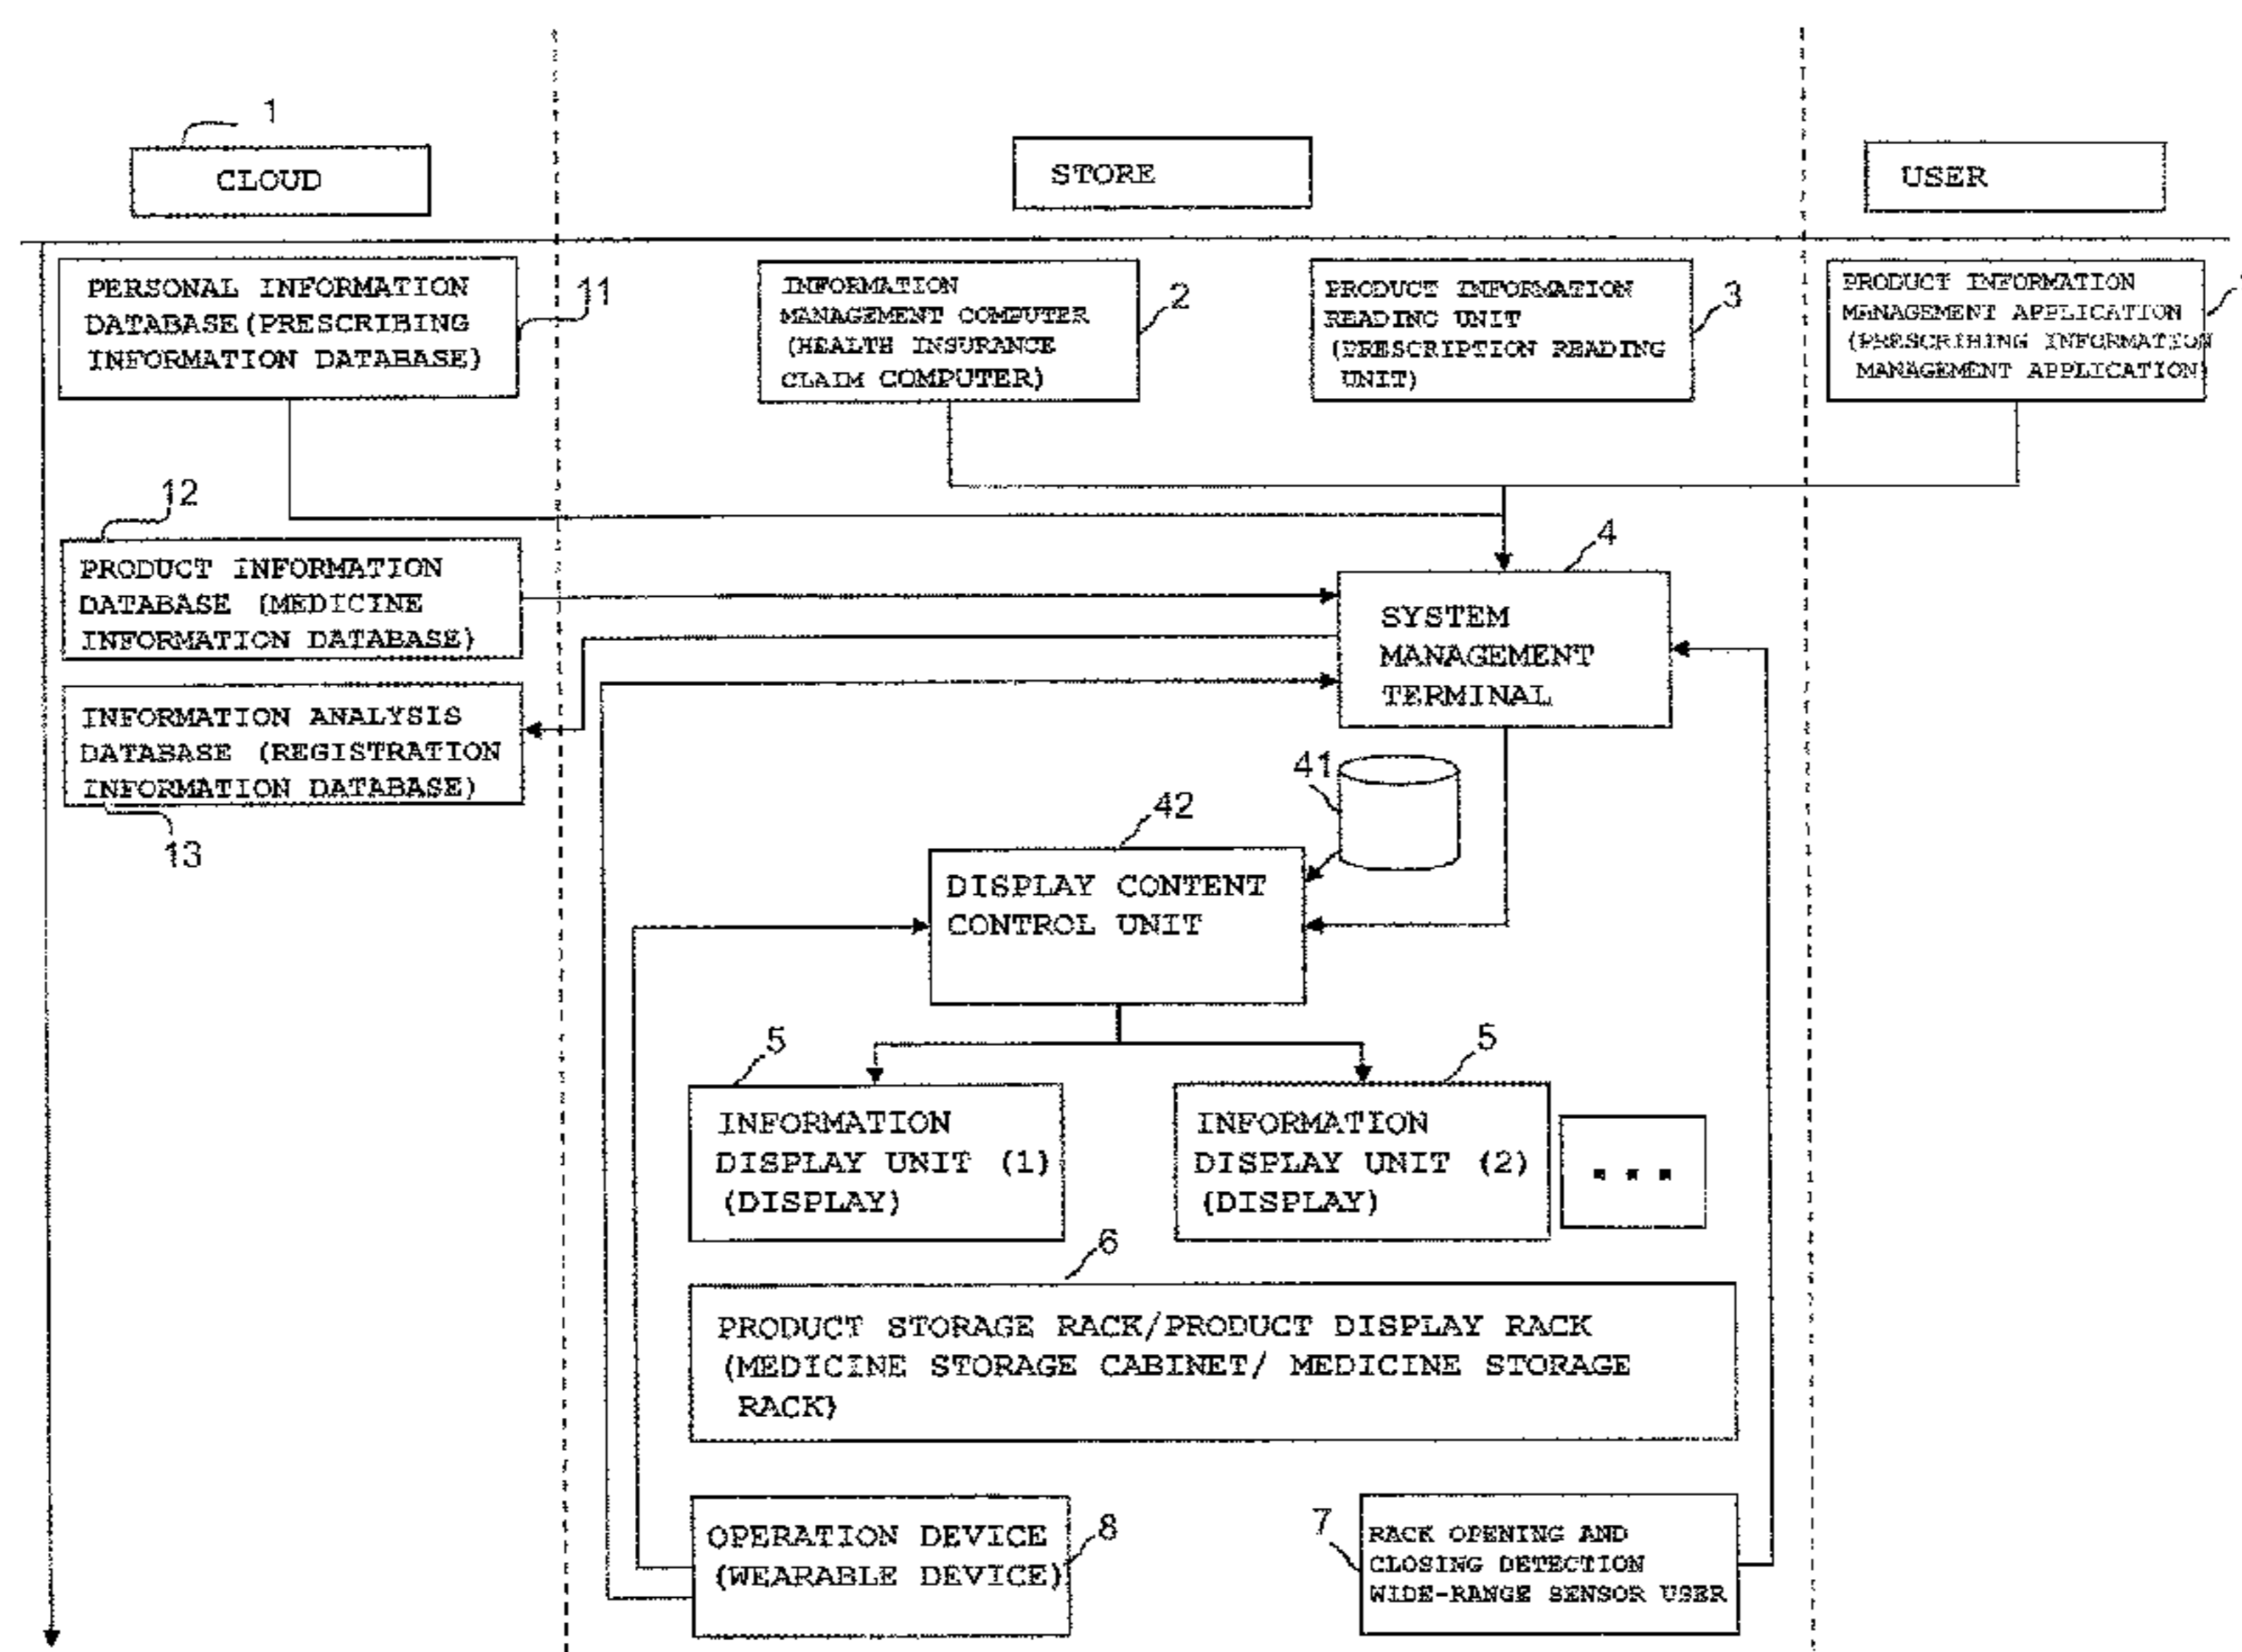 1
CLOUD
STORE
USER
PERSONAL INFORMATION
DATABASE(PRESCRIBING
INFORMATION DATABASE)
11
INFORMATION
MANAGEMENT COMPUTER
(HEALTH INSURANCE
CLAIM COMPUTER)
2
PRODUCT INFORMATION
READING UNIT
(PRESCRIPTION READING
UNIT)
3
PRODUCT INFORMATION
MANAGEMENT APPLICATION
(PRESCRIBING INFORMATION
MANAGEMENT APPLICATION)
12
PRODUCT INFORMATION
DATABASE (MEDICINE
INFORMATION DATABASE)
4
SYSTEM
MANAGEMENT
TERMINAL
INFORMATION ANALYSIS
DATABASE (REGISTRATION
INFORMATION DATABASE)
13
41
42
DISPLAY CONTENT
CONTROL UNIT
5
INFORMATION
DISPLAY UNIT (1)
(DISPLAY)
5
INFORMATION
DISPLAY UNIT (2)
(DISPLAY)
...
6
PRODUCT STORAGE RACK/PRODUCT DISPLAY RACK
(MEDICINE STORAGE CABINET/ MEDICINE STORAGE
RACK)
OPERATION DEVICE
(WEARABLE DEVICE)
8
7
RACK OPENING AND
CLOSING DETECTION
WIDE-RANGE SENSOR USER